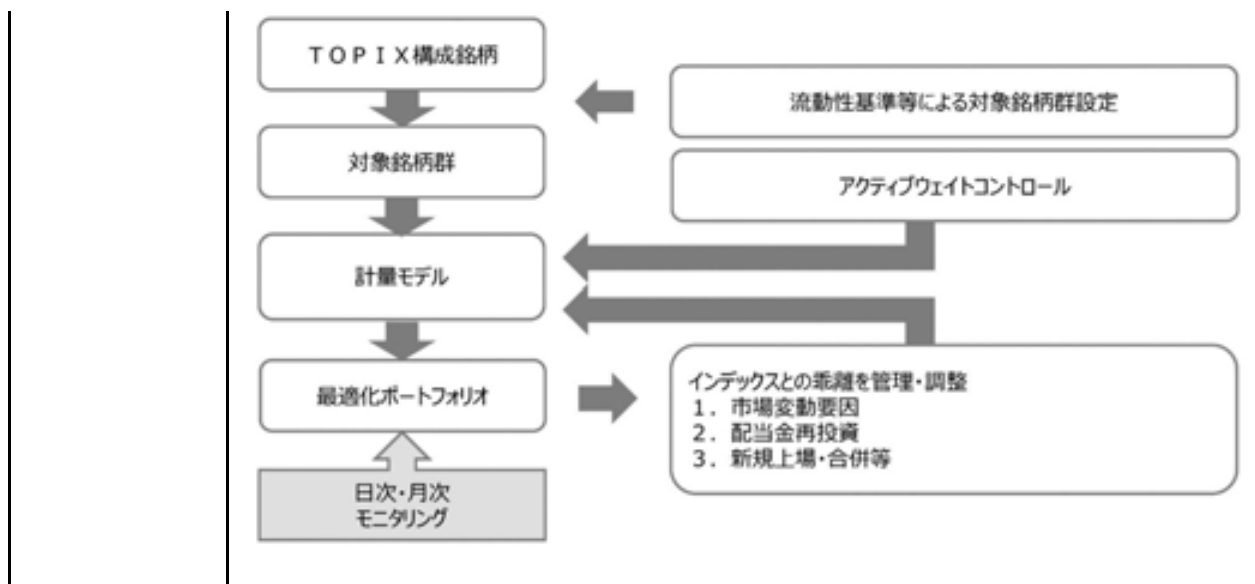 ＴＯＰＩＸ構成銘柄
流動性基準等による対象銘柄群設定
対象銘柄群
アクティブウェイトコントロール
計量モデル
最適化ポートフォリオ
インデックスとの乖離を管理・調整
１．市場変動要因
２．配当金再投資
３．新規上場・合併等
日次・月次
モニタリング